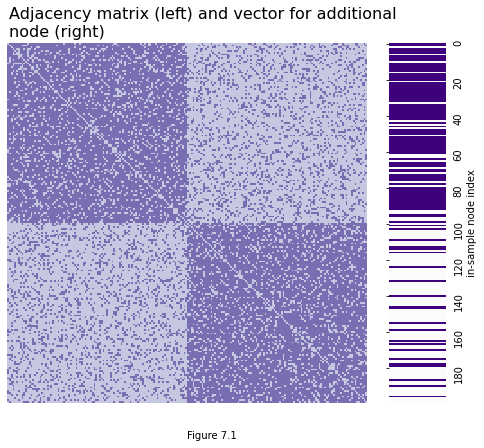 Adjacency matrix (left) and vector for additional
node (right)
0
20
40
60
80
100
120
140
160
180
in-sample node index
Figure 7.1